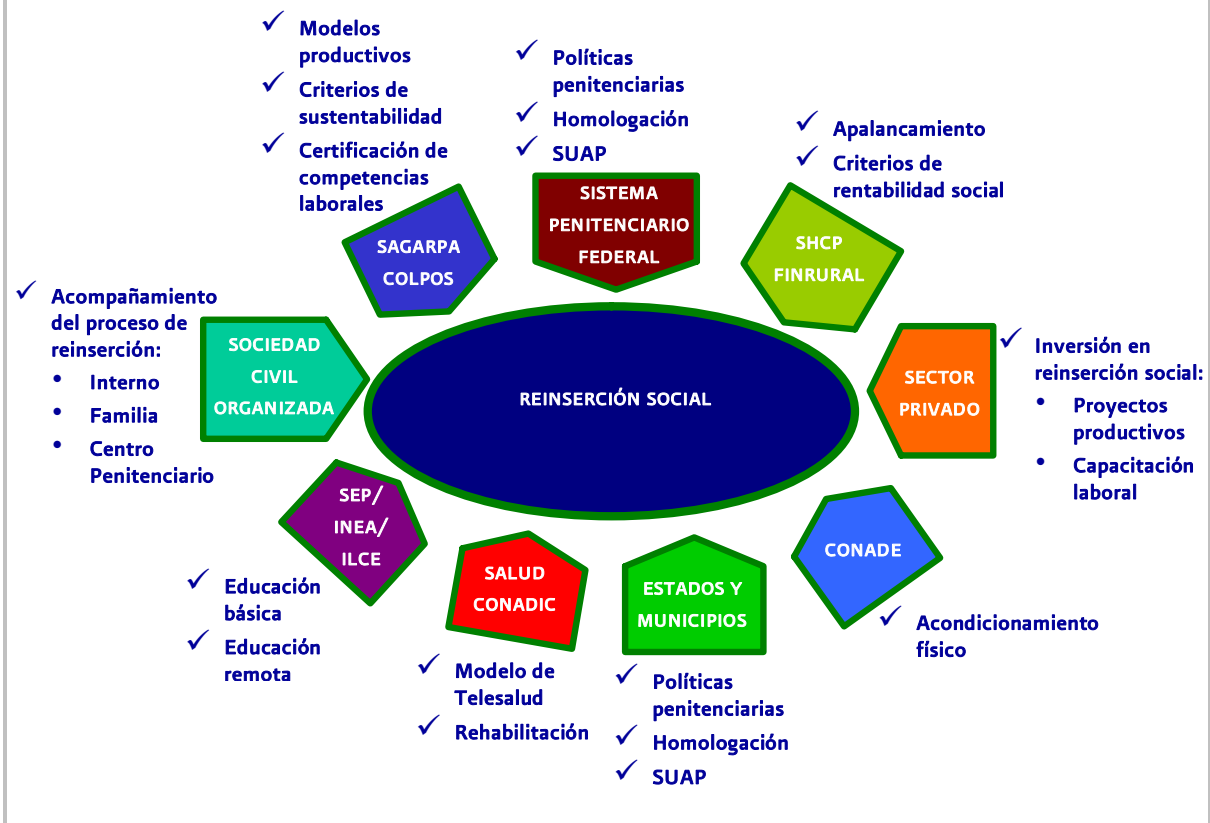 ✓ Modelos
productivos
✓ Criterios de
sustentabilidad
✓ Certificación de
competencias
laborales
✓ Políticas
penitenciarias
✓ Homologación
✓ SUAP
✓ Apalancamiento
✓ Criterios de
rentabilidad social
SAGARPA
COLPOS
SISTEMA
PENITENCIARIO
FEDERAL
SHCP
FINRURAL
✓ Acompañamiento
del proceso de
reinserción:
• Interno
• Familia
• Centro
Penitenciario
SOCIEDAD
CIVIL
ORGANIZADA
REINSERCIÓN SOCIAL
SECTOR
PRIVADO
✓ Inversión en
reinserción social:
• Proyectos
productivos
• Capacitación
laboral
SEP/
INEA/
ILCE
✓ Educación
básica
✓ Educación
remota
SALUD
CONADIC
✓ Modelo de
Telesalud
✓ Rehabilitación
ESTADOS Y
MUNICIPIOS
✓ Políticas
penitenciarias
✓ Homologación
✓ SUAP
CONADE
✓ Acondicionamiento
físico